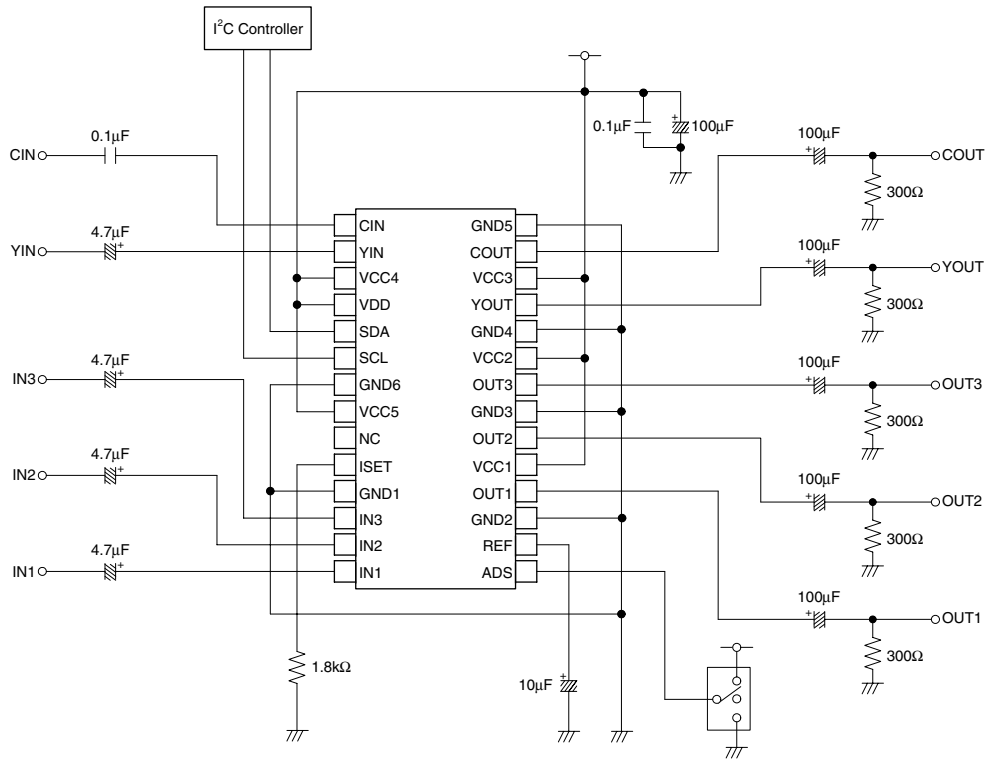 I²C Controller
0.1μF
CIN
4.7μF
YIN
4.7μF
IN3
4.7μF
IN2
4.7μF
IN1
0.1μF
100μF
CIN
YIN
VCC4
VDD
SDA
SCL
GND6
VCC5
NC
ISET
GND1
IN3
IN2
IN1
GND5
COUT
VCC3
YOUT
GND4
VCC2
OUT3
GND3
OUT2
VCC1
OUT1
GND2
REF
ADS
100μF
COUT
300Ω
100μF
YOUT
300Ω
100μF
OUT3
300Ω
100μF
OUT2
300Ω
100μF
OUT1
300Ω
1.8kΩ
10μF